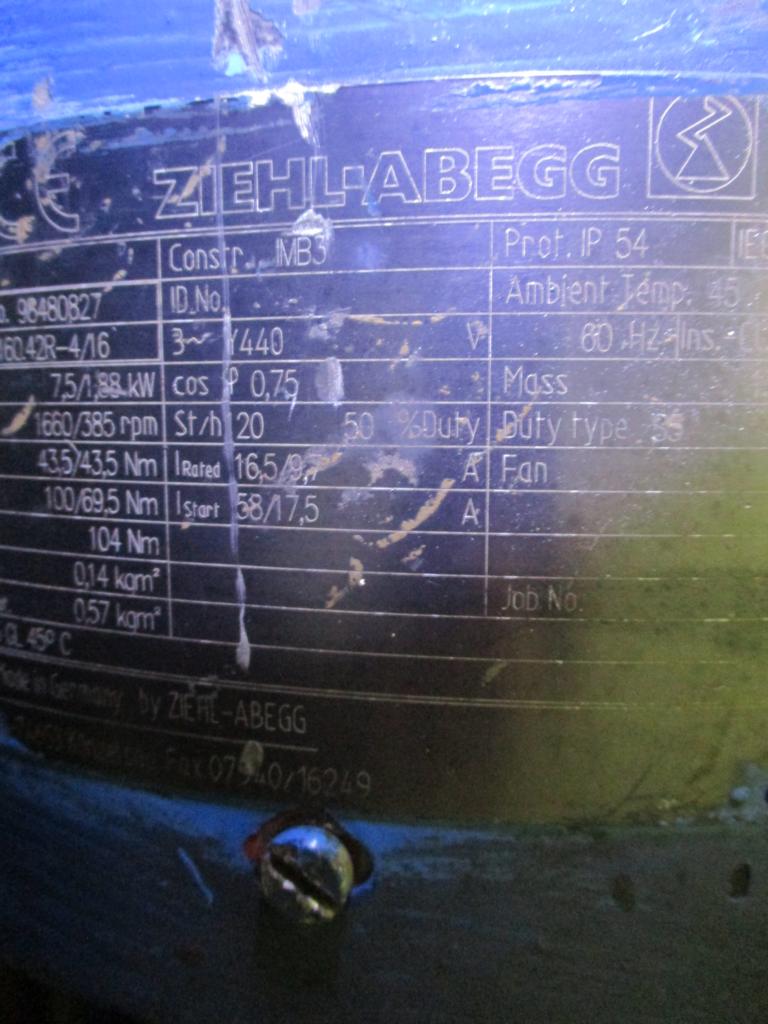 CE ZIEHL-ABEGG
Constr. IMB3 Prot. IP 54 IEC
o. 96480827 ID.No. Ambient Temp. 45
160.42R-4/16 3~ Y440 V 60 Hz Ins.
7,5/1,88 kW cos φ 0,75 Mass
1660/385 rpm St/h 20 50 %Duty Duty type
43,5/43,5 Nm IRated 16,5/9, A Fan
100/69,5 Nm IStart 58/17,5 A
104 Nm
0,14 kgm²
0,57 kgm² Job No.
GL 45° C
Made in Germany by ZIEHL-ABEGG
Fax 07940/16249